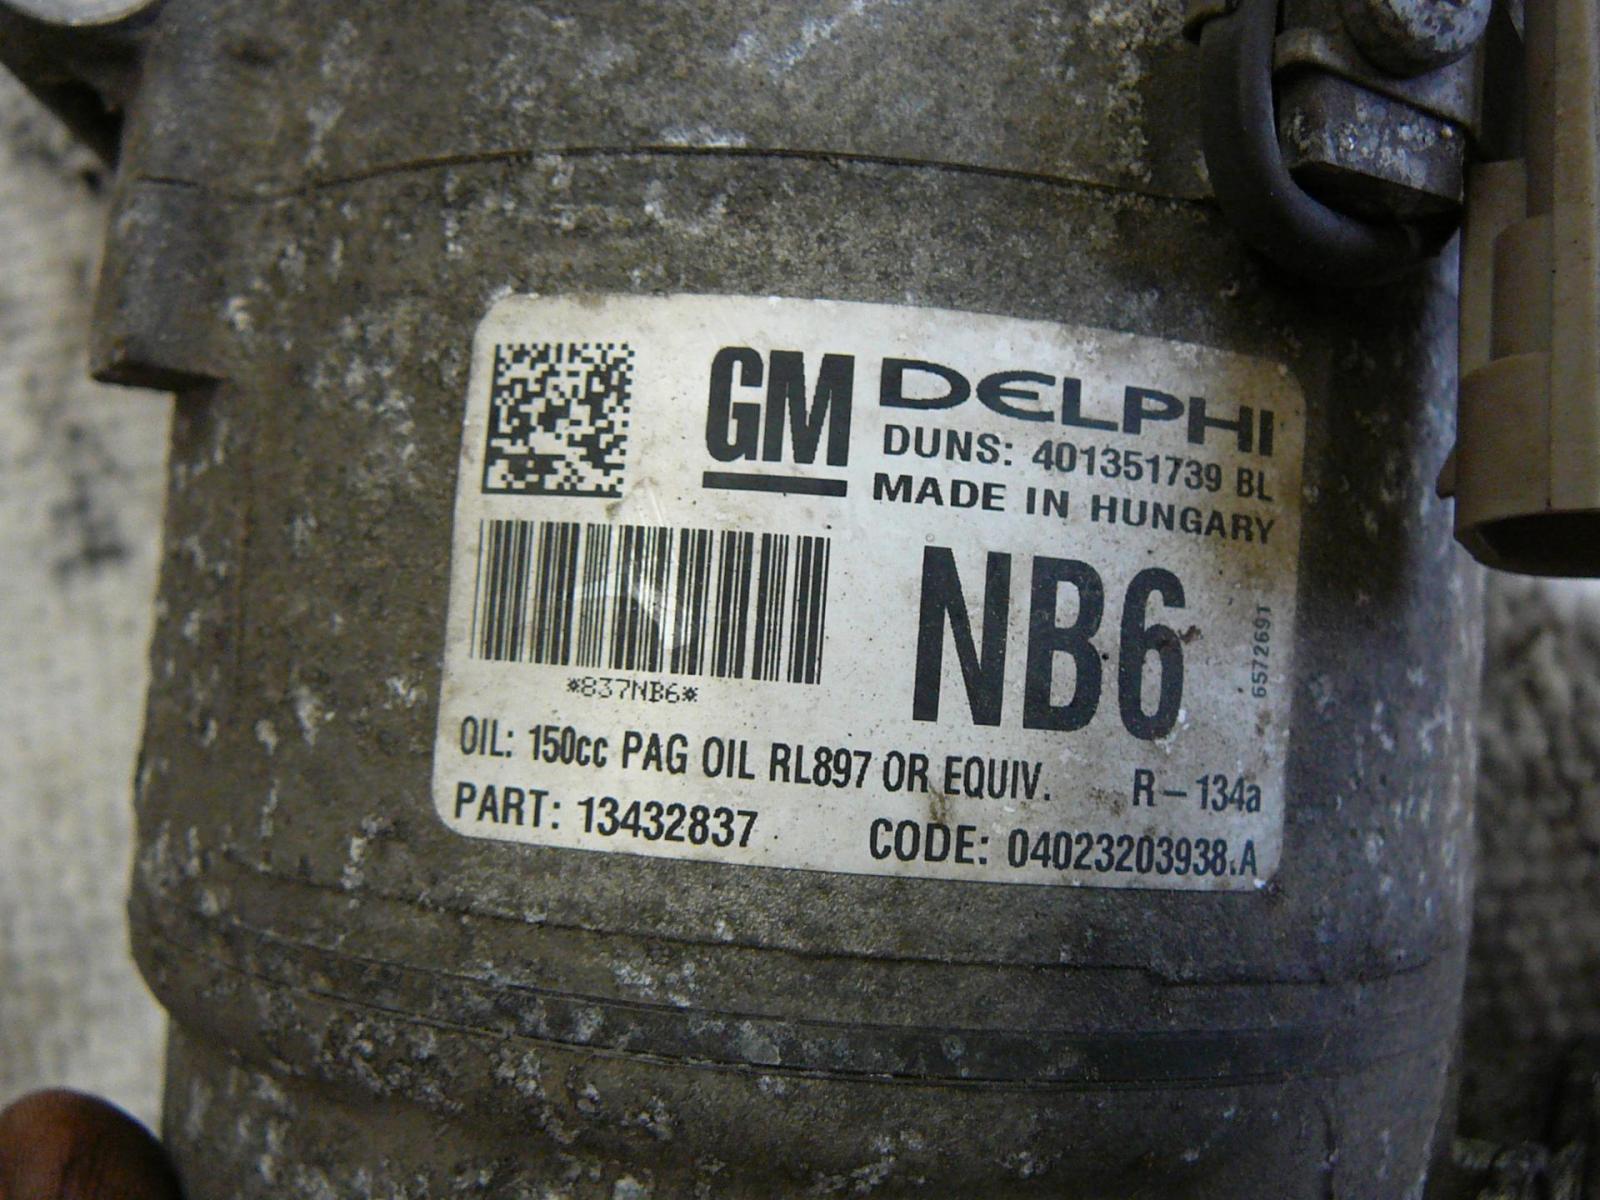 GM DELPHI
DUNS: 401351739 BL
MADE IN HUNGARY
NB6
6572691
*837NB6*
OIL: 150cc PAG OIL RL897 OR EQUIV. R-134a
PART: 13432837 CODE: 04023203938.A